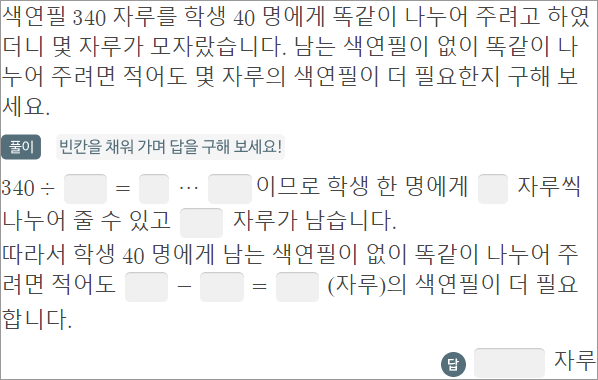 색연필 340 자루를 학생 40 명에게 똑같이 나누어 주려고 하였
더니 몇 자루가 모자랐습니다. 남는 색연필이 없이 똑같이 나
누어 주려면 적어도 몇 자루의 색연필이 더 필요한지 구해 보
세요.
풀이 빈칸을 채워 가며 답을 구해 보세요!
340 ÷ = ⋯ 이므로 학생 한 명에게 자루씩
나누어 줄 수 있고 자루가 남습니다.
따라서 학생 40 명에게 남는 색연필이 없이 똑같이 나누어 주
려면 적어도 − = (자루)의 색연필이 더 필요
합니다.
답 자루